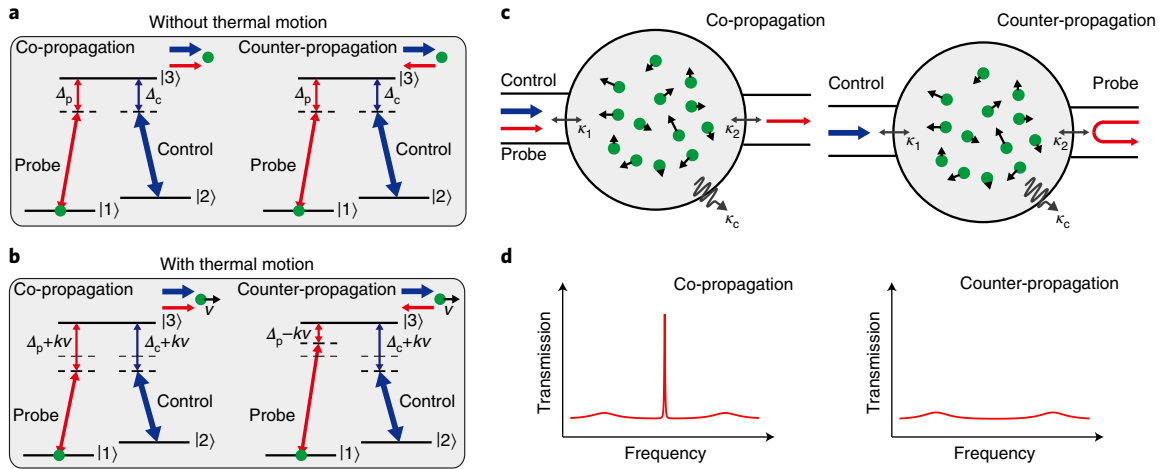 a
Without thermal motion
Co-propagation
Counter-propagation
|3⟩
|3⟩
Δp
Δc
Δp
Δc
Probe
Control
Probe
Control
|2⟩
|2⟩
|1⟩
|1⟩
b
With thermal motion
Co-propagation
Counter-propagation
v
v
|3⟩
|3⟩
Δp+kv
Δc+kv
Δp−kv
Δc+kv
Probe
Control
Probe
Control
|2⟩
|2⟩
|1⟩
|1⟩
c
Co-propagation
Counter-propagation
Control
Probe
κ1
κ2
κc
Control
Probe
κ1
κ2
κc
d
Co-propagation
Counter-propagation
Transmission
Frequency
Transmission
Frequency